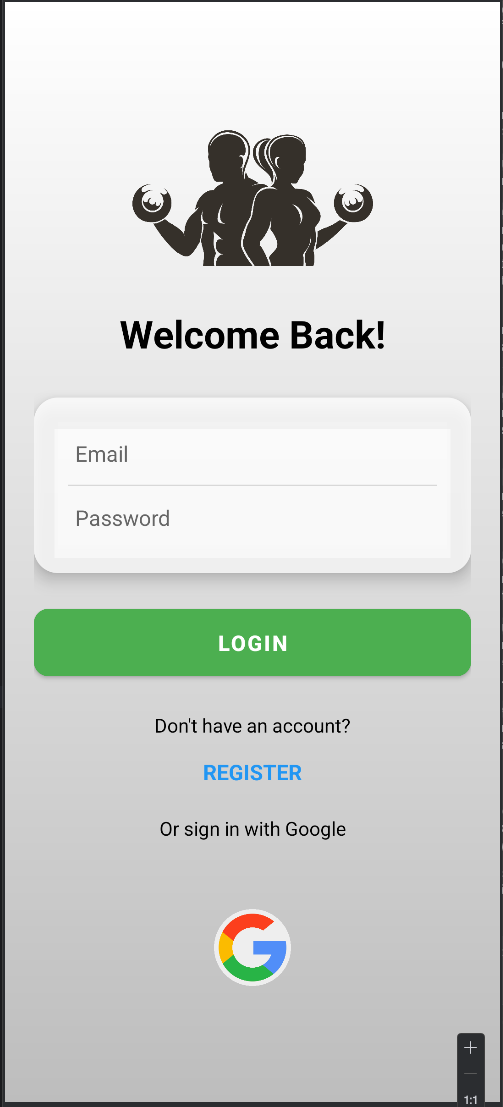 Welcome Back!
Email
Password
LOGIN
Don't have an account?
REGISTER
Or sign in with Google
G
+
—
1:1